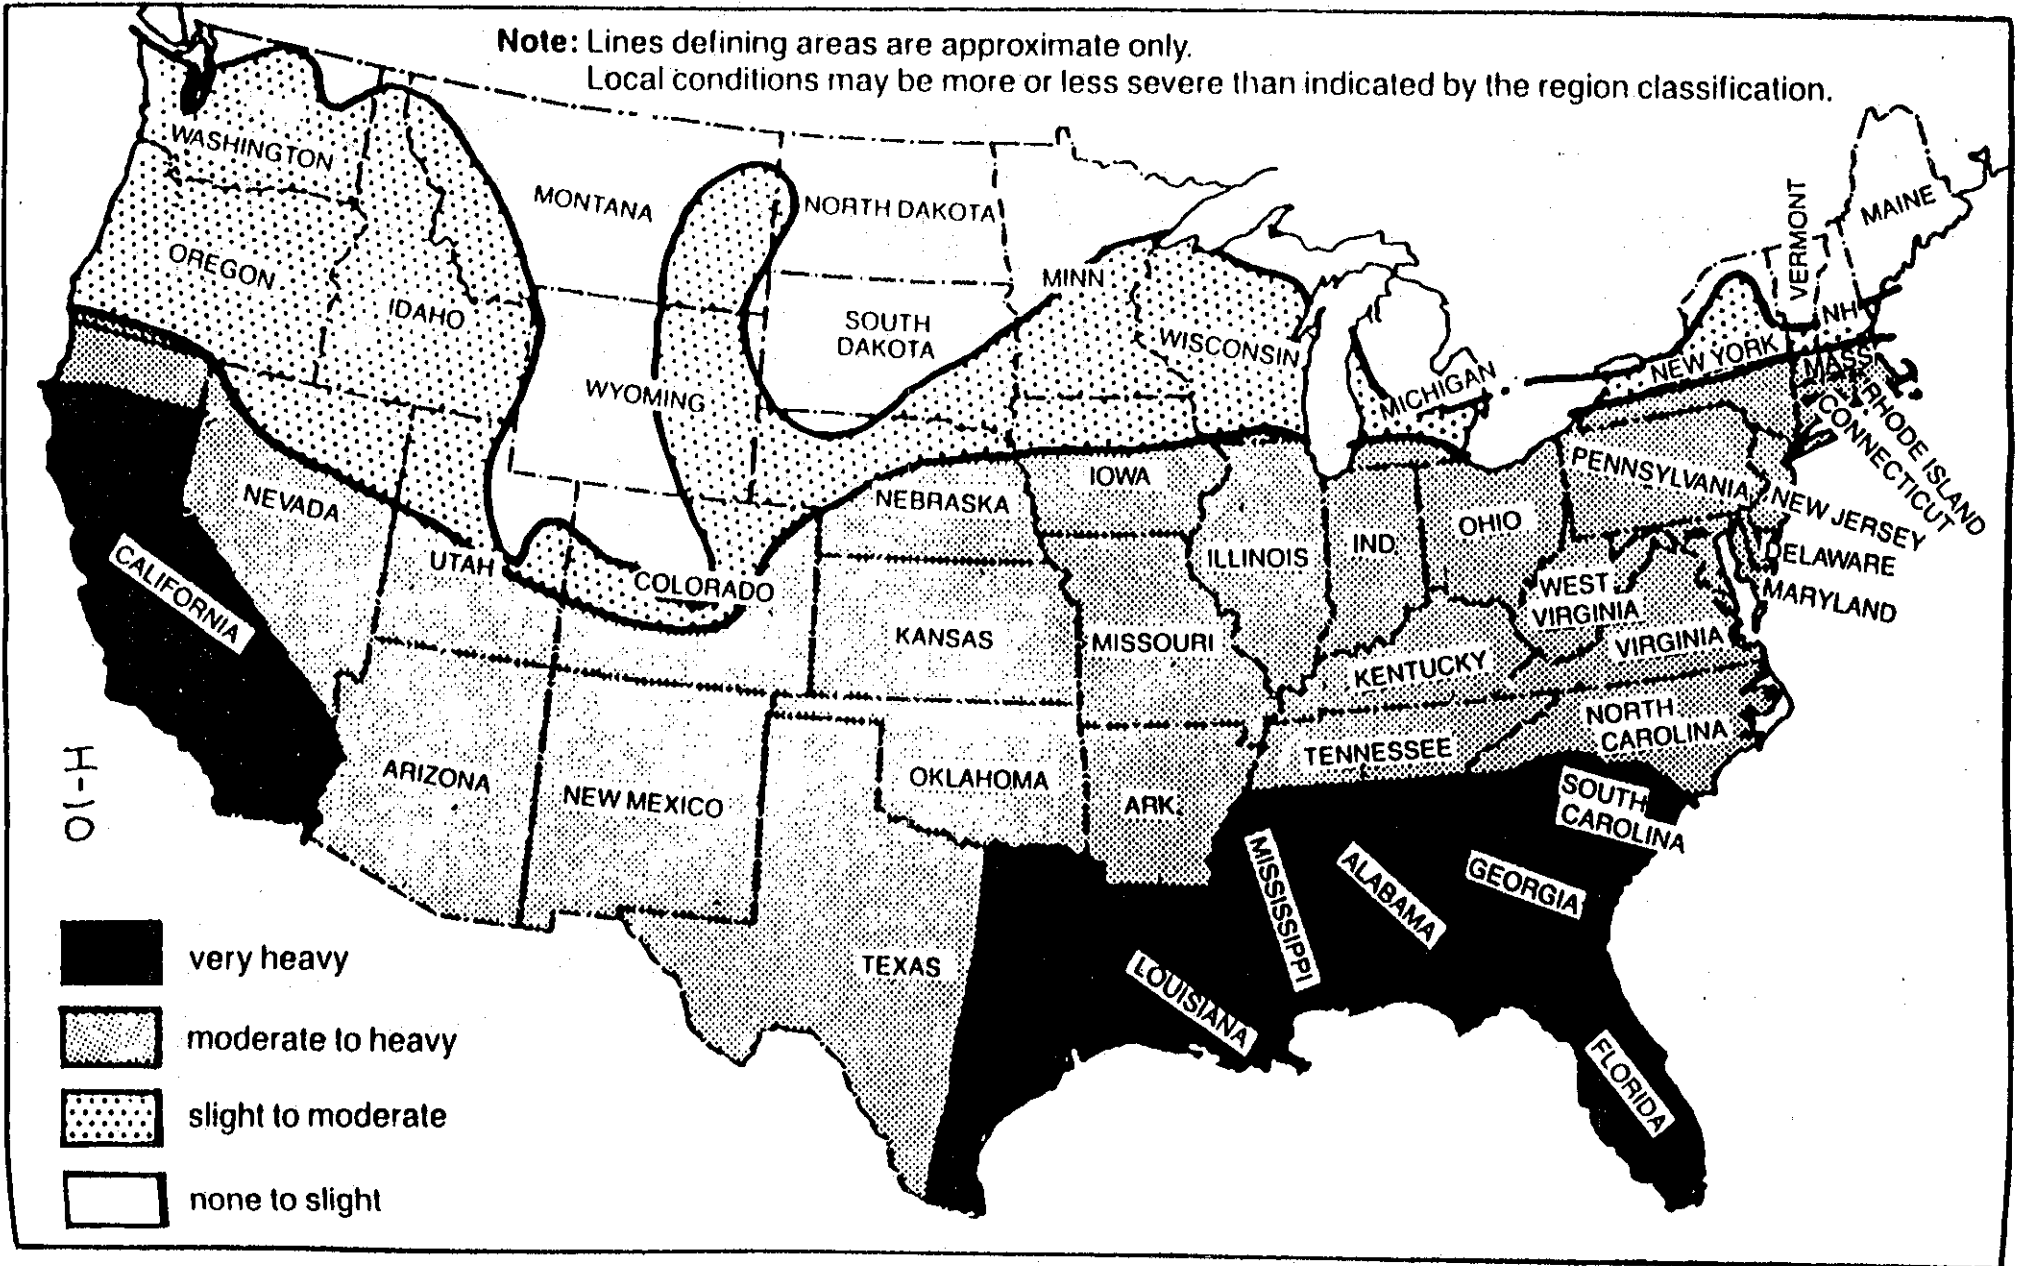 Note: Lines defining areas are approximate only.
Local conditions may be more or less severe than indicated by the region classification.
WASHINGTON
MONTANA
NORTH DAKOTA
MINN
VERMONT
MAINE
OREGON
IDAHO
SOUTH
DAKOTA
WISCONSIN
NH
WYOMING
MICHIGAN
NEW YORK
MASS
RHODE ISLAND
CONNECTICUT
NEVADA
NEBRASKA
IOWA
PENNSYLVANIA
NEW JERSEY
CALIFORNIA
UTAH
COLORADO
ILLINOIS
IND
OHIO
DELAWARE
WEST
VIRGINIA
MARYLAND
KANSAS
MISSOURI
KENTUCKY
VIRGINIA
NORTH
CAROLINA
TENNESSEE
ARIZONA
NEW MEXICO
OKLAHOMA
ARK.
SOUTH
CAROLINA
H-10
MISSISSIPPI
ALABAMA
GEORGIA
TEXAS
LOUISIANA
FLORIDA
very heavy
moderate to heavy
slight to moderate
none to slight